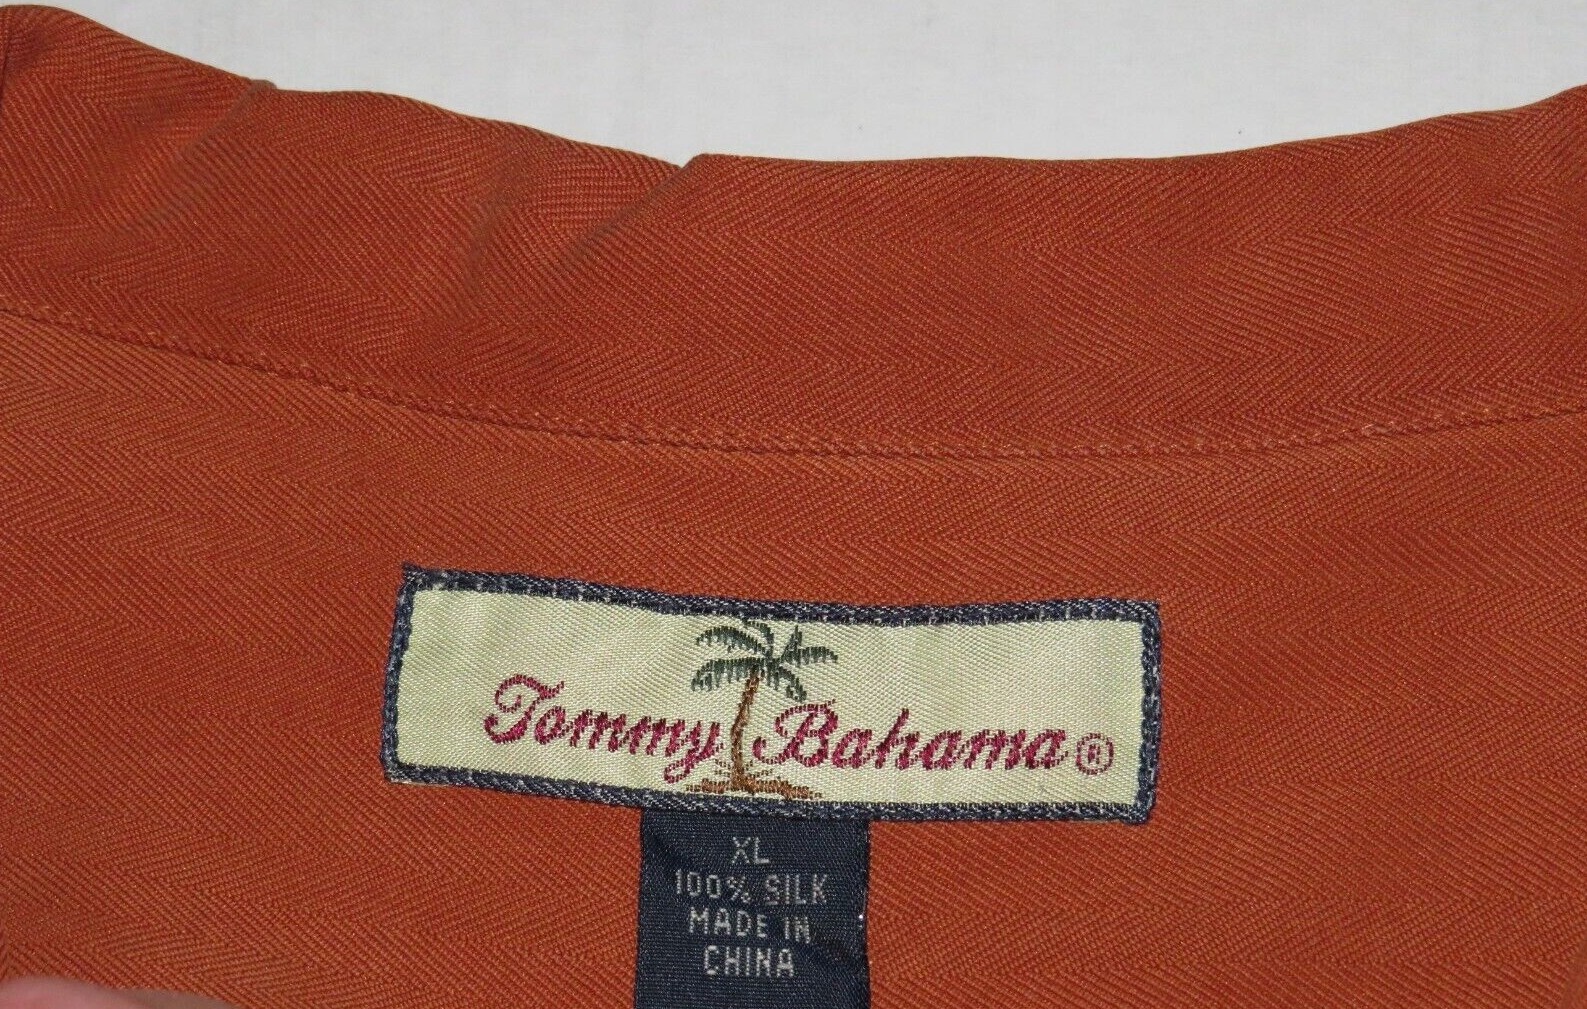 Tommy Bahama®
XL
100% SILK
MADE IN
CHINA